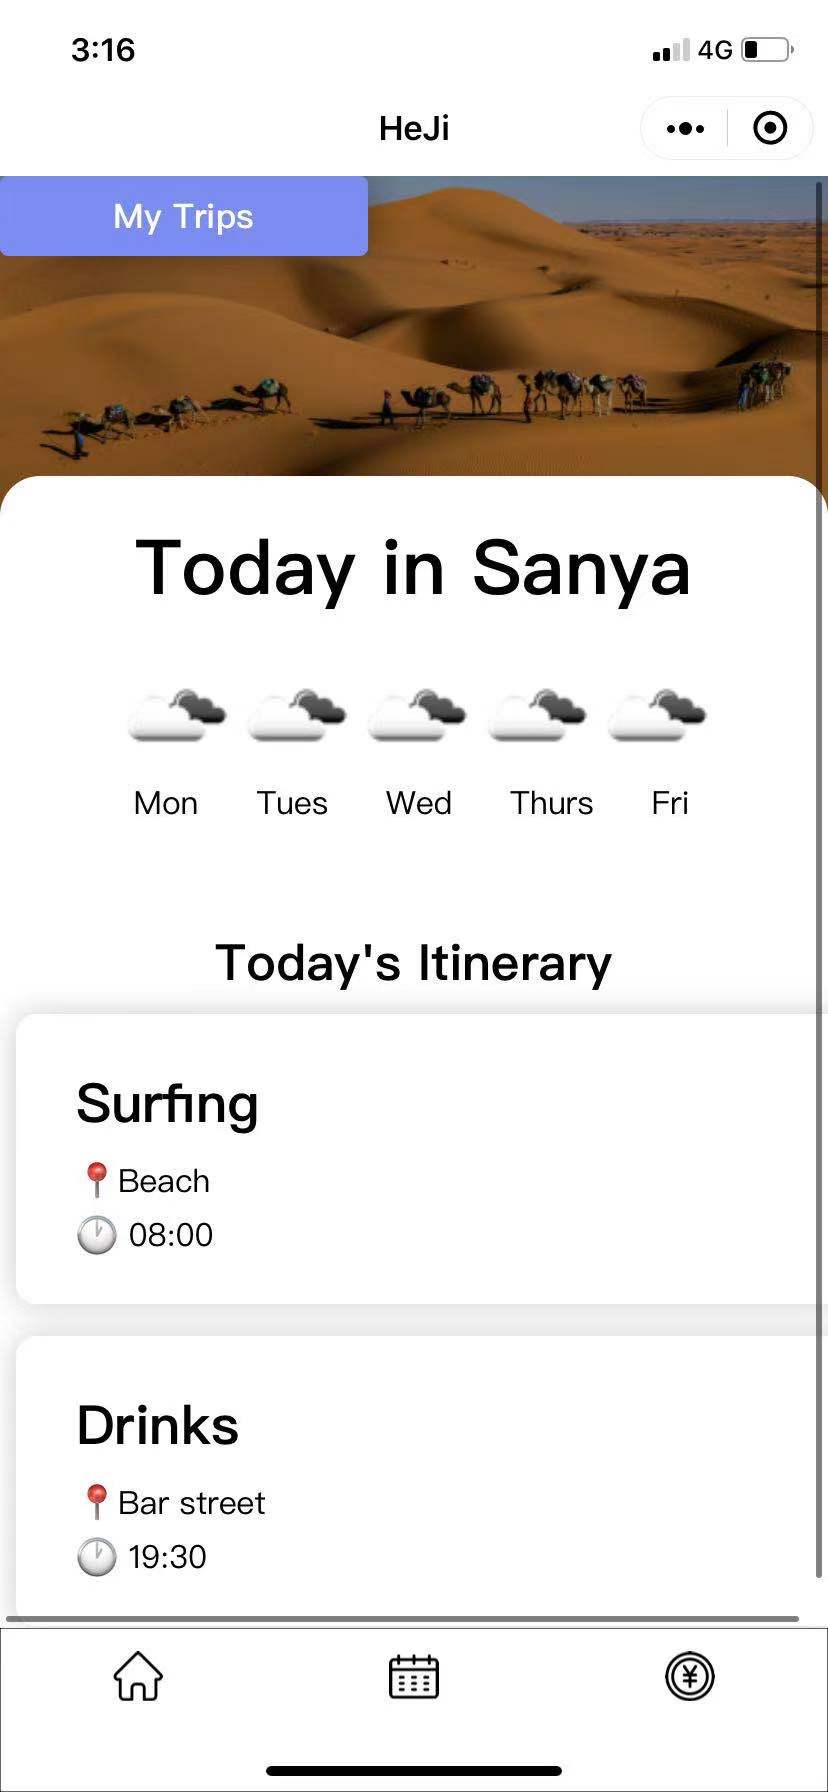 3:16 4G
HeJi
My Trips
Today in Sanya
Mon Tues Wed Thurs Fri
Today's Itinerary
Surfing
📍Beach
🕐 08:00
Drinks
📍Bar street
🕐 19:30
¥